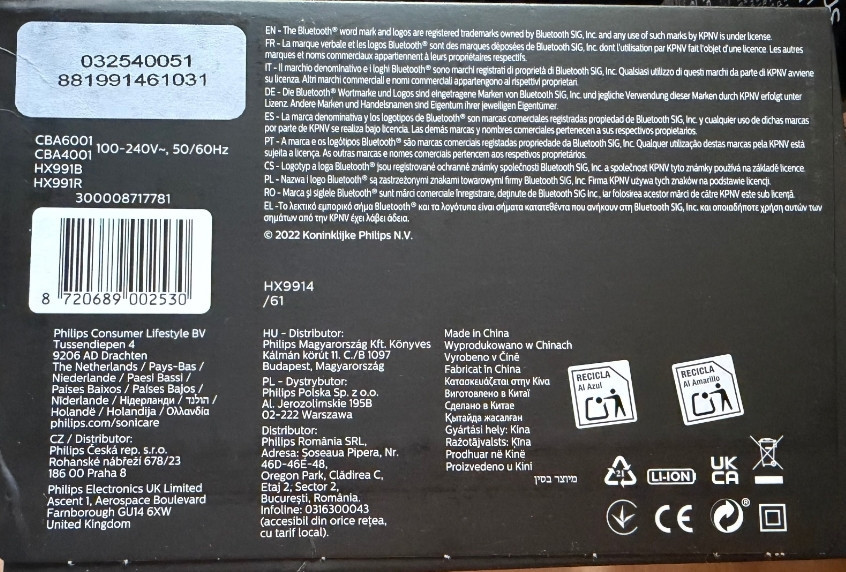 032540051
881991461031
CBA6001
CBA4001 100-240V~, 50/60Hz
HX991B
HX991R
300008717781
8 720689 002530
EN - The Bluetooth® word mark and logos are registered trademarks owned by Bluetooth SIG, Inc. and any use of such marks by KPNV is under license.
FR - La marque verbale et les logos Bluetooth® sont des marques déposées de Bluetooth SIG, Inc. dont l'utilisation par KPNV fait l'objet d'une licence. Les autres
marques et noms commerciaux appartiennent à leurs propriétaires respectifs.
IT - Il marchio denominativo e i loghi Bluetooth® sono marchi registrati di proprietà di Bluetooth SIG, Inc. Qualsiasi utilizzo di questi marchi da parte di KPNV avviene
su licenza. Altri marchi commerciali e nomi commerciali appartengono ai rispettivi proprietari.
DE - Die Bluetooth® Wortmarke und Logos sind eingetragene Marken von Bluetooth SIG, Inc. und jegliche Verwendung dieser Marken durch KPNV erfolgt unter
Lizenz. Andere Marken und Handelsnamen sind Eigentum ihrer jeweiligen Eigentümer.
ES - La marca denominativa y los logotipos de Bluetooth® son marcas comerciales registradas propiedad de Bluetooth SIG, Inc. y cualquier uso de dichas marcas
por parte de KPNV se realiza bajo licencia. Las demás marcas y nombres comerciales pertenecen a sus respectivos propietarios.
PT - A marca e os logótipos Bluetooth® são marcas comerciais registadas propriedade da Bluetooth SIG, Inc. Qualquer utilização destas marcas pela KPNV está
sujeita a licença. As outras marcas e nomes comerciais pertencem aos respetivos proprietários.
CS - Logotyp a loga Bluetooth® jsou registrované ochranné známky společnosti Bluetooth SIG, Inc. a společnost KPNV tyto známky používá na základě licence.
PL - Nazwa i logo Bluetooth® są zastrzeżonymi znakami towarowymi firmy Bluetooth SIG, Inc. Firma KPNV używa tych znaków na podstawie licencji.
RO - Marca şi siglele Bluetooth® sunt mărci comerciale înregistrate, deţinute de Bluetooth SIG Inc., iar folosirea acestor mărci de către KPNV este sub licenţă.
EL -Το λεκτικό εμπορικό σήμα Bluetooth® και τα λογότυπα είναι σήματα κατατεθέντα που ανήκουν στη Bluetooth SIG, Inc. και οποιαδήποτε χρήση αυτών των
σημάτων από την KPNV έχει λάβει άδεια.
© 2022 Koninklijke Philips N.V.
HX9914
/61
Philips Consumer Lifestyle BV
Tussendiepen 4
9206 AD Drachten
The Netherlands / Pays-Bas /
Niederlande / Paesi Bassi /
Países Baixos / Países Bajos /
Nīderlande / Нідерланди / הולנד /
Holandë / Holandija / Ολλανδία
philips.com/sonicare
CZ / Distributor:
Philips Česká rep. s.r.o.
Rohanské nábřeží 678/23
186 00 Praha 8
Philips Electronics UK Limited
Ascent 1, Aerospace Boulevard
Farnborough GU14 6XW
United Kingdom
HU - Distributor:
Philips Magyarország Kft. Könyves
Kálmán körút 11. C./B 1097
Budapest, Magyarország
PL - Dystrybutor:
Philips Polska Sp. z o.o.
Al. Jerozolimskie 195B
02-222 Warszawa
Distribuitor:
Philips România SRL,
Adresa: Șoseaua Pipera, Nr.
46D-46E-48,
Oregon Park, Clădirea C,
Etaj 2, Sector 2,
București, România.
Infoline: 0316300043
(accesibil din orice rețea,
cu tarif local).
Made in China
Wyprodukowano w Chinach
Vyrobeno v Číně
Fabricat în China
Κατασκευάζεται στην Κίνα
Виготовлено в Китаї
Сделано в Китае
Қытайда жасалған
Gyártási hely: Kína
Ražotājvalsts: Ķīna
Prodhuar në Kinë
Proizvedeno u Kini
מיוצר בסין
RECICLA
Al Azul
RECICLA
Al Amarillo
21
LI-ION
UK
CA
CE